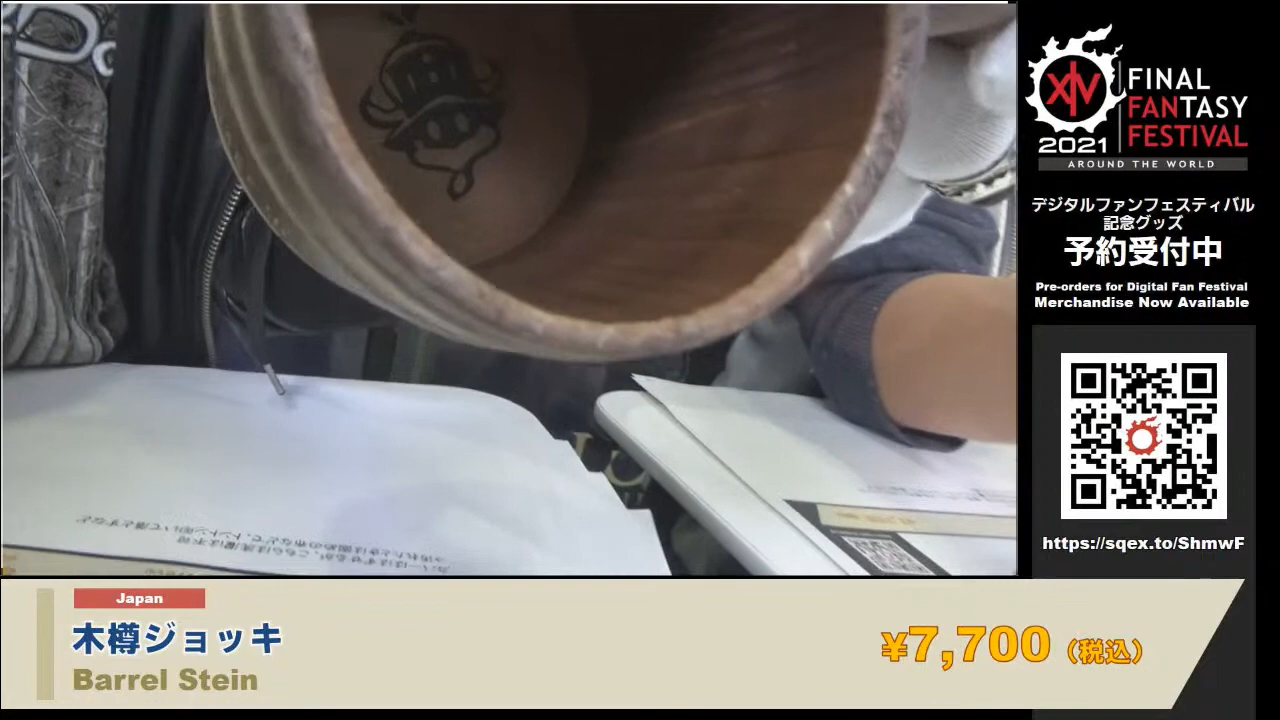 XIV
FINAL
FANTASY
FESTIVAL
2021
AROUND THE WORLD
デジタルファンフェスティバル
記念グッズ
予約受付中
Pre-orders for Digital Fan Festival
Merchandise Now Available
https://sqex.to/ShmwF
Japan
木樽ジョッキ
Barrel Stein
¥7,700（税込）